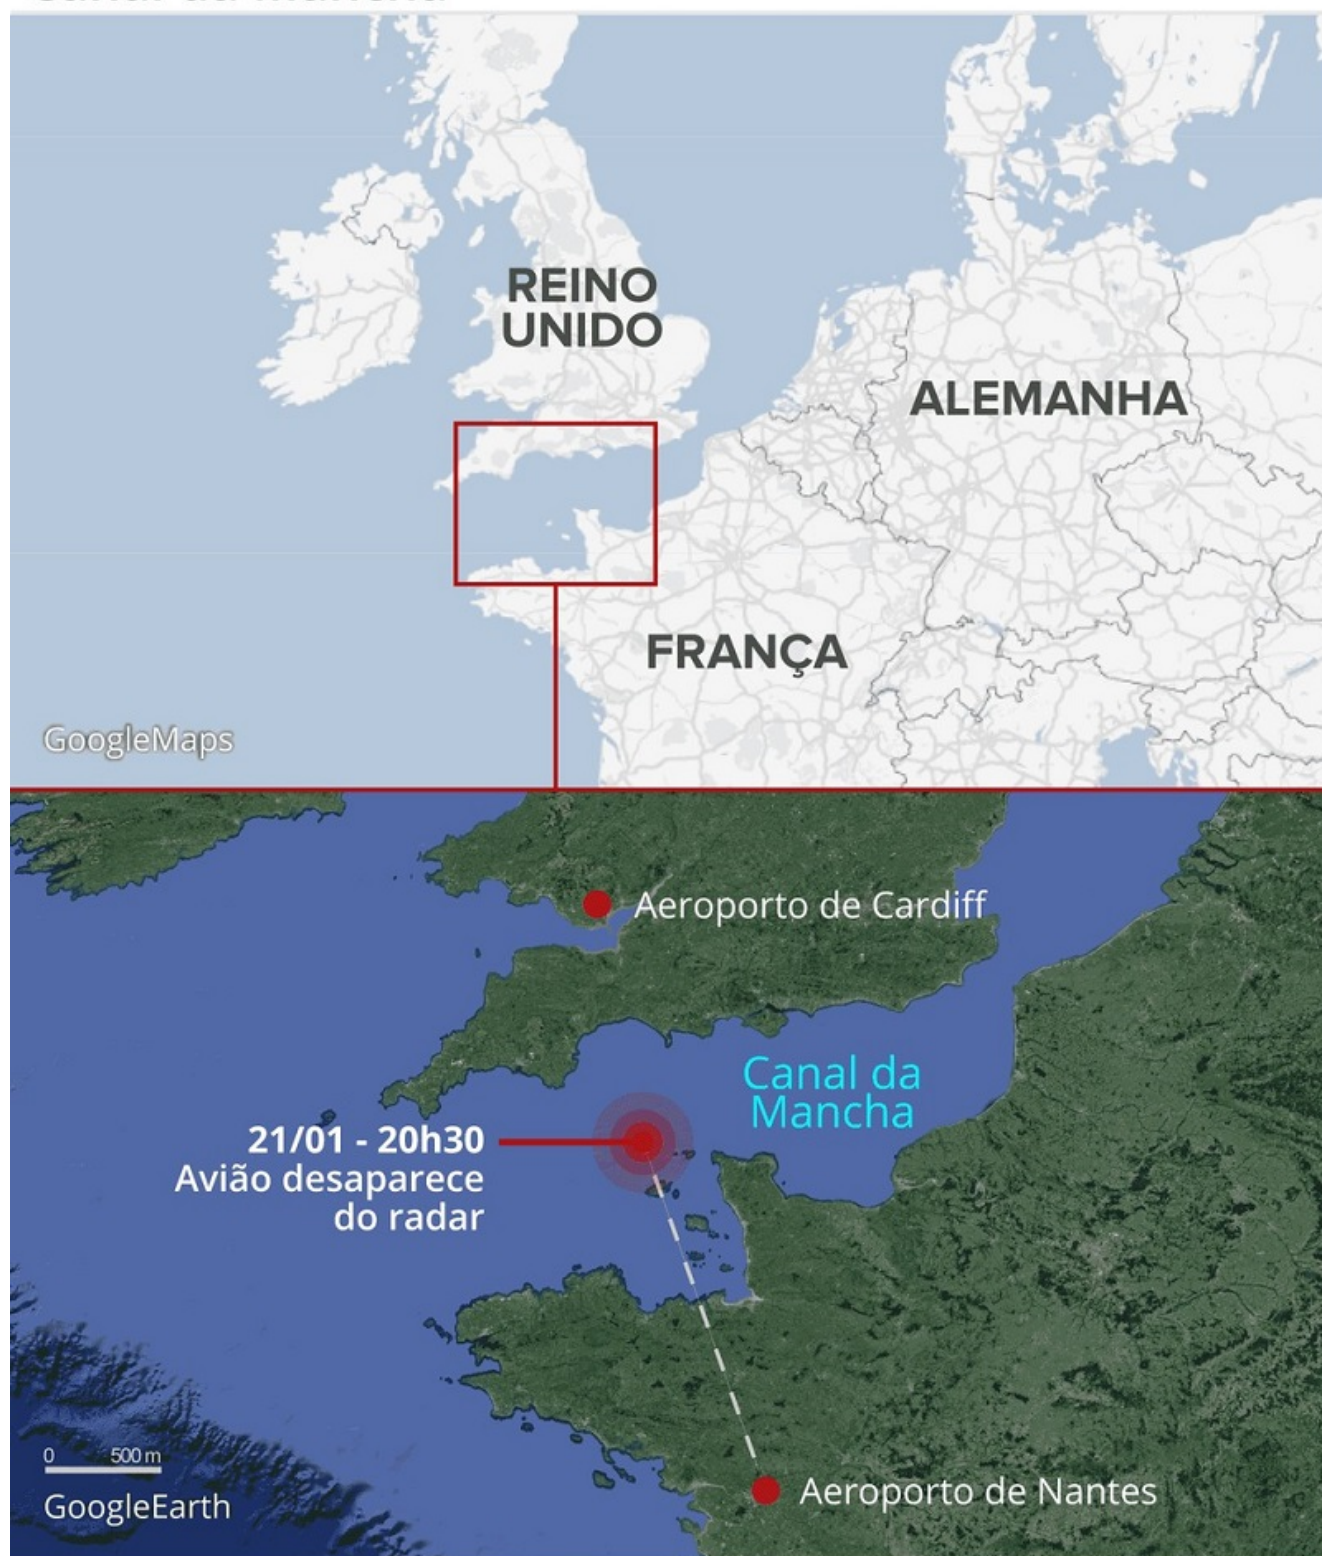 REINO
UNIDO
ALEMANHA
FRANÇA
GoogleMaps
Aeroporto de Cardiff
Canal da
Mancha
21/01 - 20h30
Avião desaparece
do radar
0 500 m
GoogleEarth
Aeroporto de Nantes